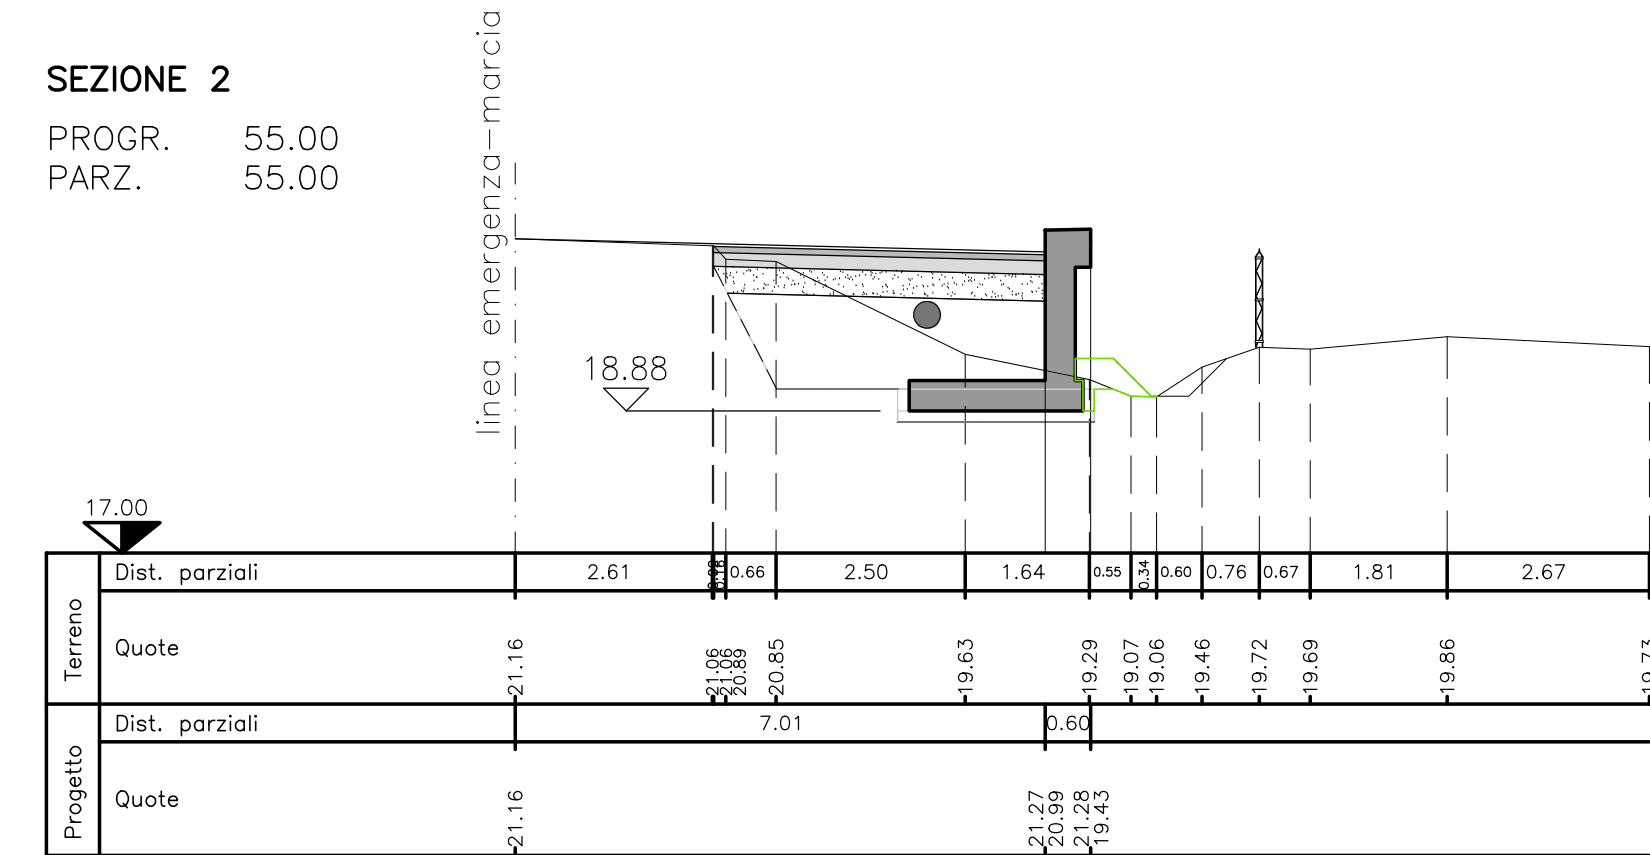 linea emergenza-marcia
SEZIONE 2
PROGR. 55.00
PARZ. 55.00
18.88
17.00
Terreno
Dist. parziali 2.61 0.16 0.66 2.50 1.64 0.55 0.34 0.60 0.76 0.67 1.81 2.67
Quote 21.16 21.06 21.06 20.89 20.85 19.63 19.29 19.07 19.06 19.46 19.72 19.69 19.86 19.73
Progetto
Dist. parziali 7.01 0.60
Quote 21.16 21.27 20.99 21.28 19.43